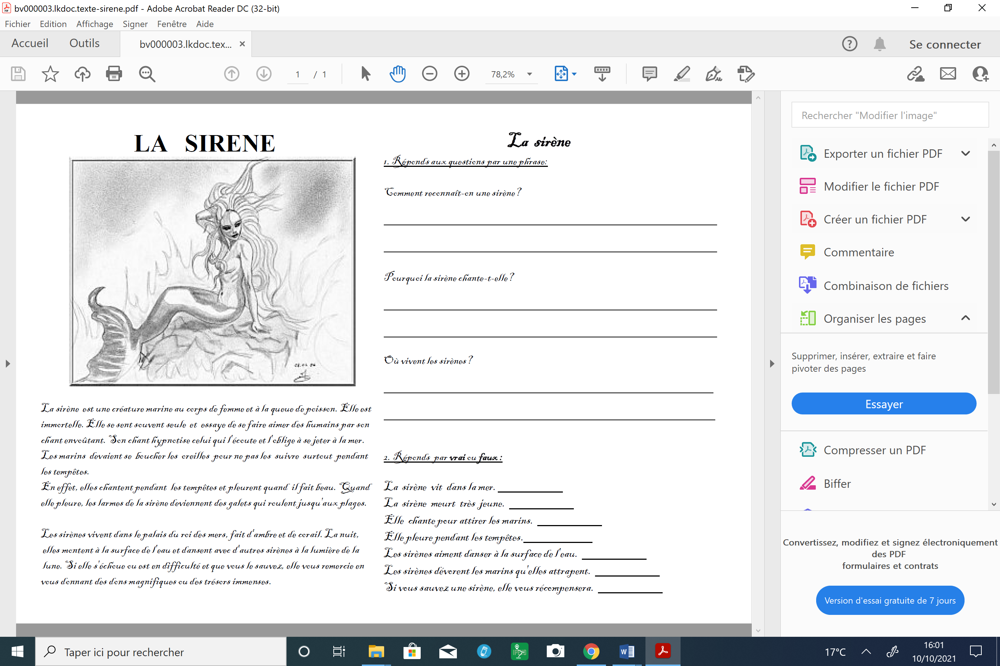 bv000003.lkdoc.texte-sirene.pdf - Adobe Acrobat Reader DC (32-bit)
Fichier Edition Affichage Signer Fenêtre Aide
Accueil Outils bv000003.lkdoc.tex... Se connecter
1 / 1 78,2%
LA SIRENE
La sirène est une créature marine au corps de femme et à la queue de poisson. Elle est
immortelle. Elle se sent souvent seule et essaye de se faire aimer des humains par son
chant envoûtant. Son chant hypnotise celui qui l'écoute et l'oblige à se jeter à la mer.
Les marins devaient se boucher les oreilles pour ne pas les suivre surtout pendant
les tempêtes.
En effet, elles chantent pendant les tempêtes et pleurent quand il fait beau. Quand
elle pleure, les larmes de la sirène deviennent des galets qui roulent jusqu'aux plages.
Les sirènes vivent dans le palais du roi des mers, fait d'ambre et de corail. La nuit,
elles montent à la surface de l'eau et dansent avec d'autres sirènes à la lumière de la
lune. Si elle s'échoue ou est en difficulté et que vous le sauvez, elle vous remercie en
vous donnant des dons magnifiques ou des trésors immenses.
La sirène
1. Réponds aux questions par une phrase:
Comment reconnaît-on une sirène?
Pourquoi la sirène chante-t-elle?
Où vivent les sirènes?
2. Réponds par vrai ou faux :
La sirène vit dans la mer.
La sirène meurt très jeune.
Elle chante pour attirer les marins.
Elle pleure pendant les tempêtes.
Les sirènes aiment danser à la surface de l'eau.
Les sirènes dévorent les marins qu'elles attrapent.
Si vous sauvez une sirène, elle vous récompensera.
Rechercher "Modifier l'image"
Exporter un fichier PDF
Modifier le fichier PDF
Créer un fichier PDF
Commentaire
Combinaison de fichiers
Organiser les pages
Supprimer, insérer, extraire et faire
pivoter des pages
Essayer
Compresser un PDF
Biffer
Convertissez, modifiez et signez électroniquement
des PDF
formulaires et contrats
Version d'essai gratuite de 7 jours
Taper ici pour rechercher
17°C
16:01
10/10/2021